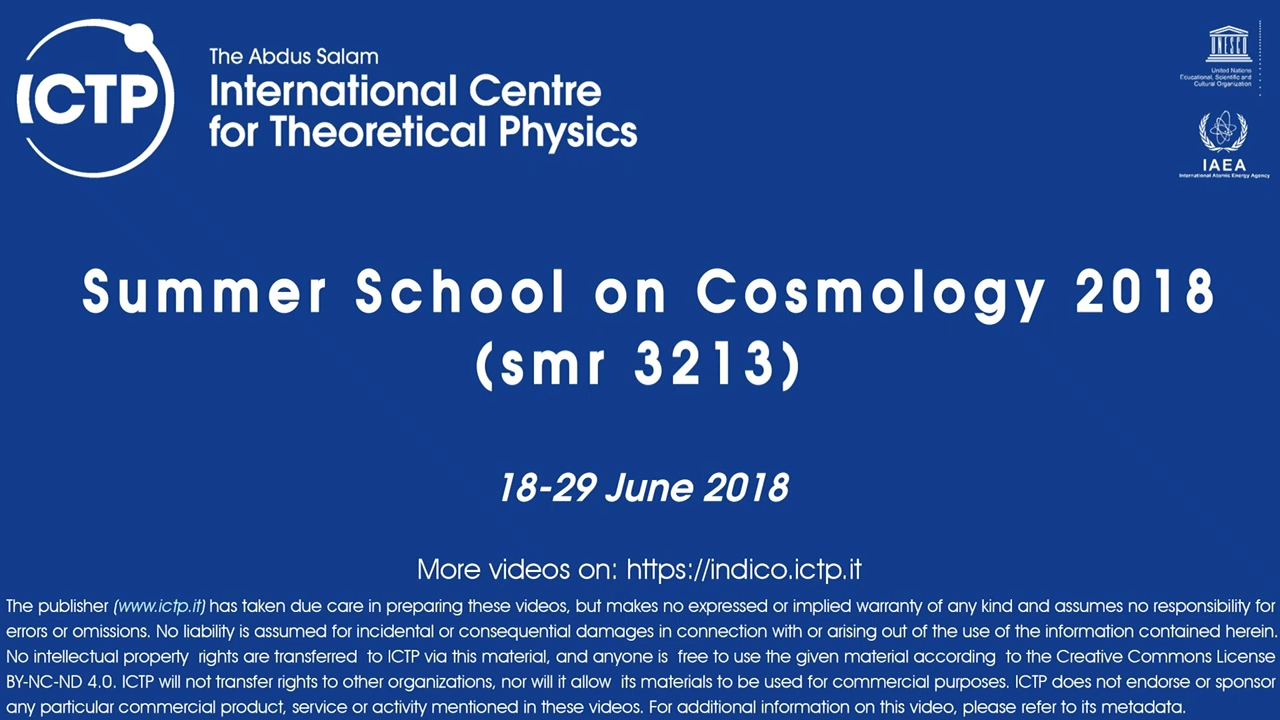 ICTP
The Abdus Salam
International Centre
for Theoretical Physics
UNESCO
United Nations
Educational, Scientific and
Cultural Organization
IAEA
International Atomic Energy Agency
Summer School on Cosmology 2018
(smr 3213)
18-29 June 2018
More videos on: https://indico.ictp.it
The publisher (www.ictp.it) has taken due care in preparing these videos, but makes no expressed or implied warranty of any kind and assumes no responsibility for
errors or omissions. No liability is assumed for incidental or consequential damages in connection with or arising out of the use of the information contained herein.
No intellectual property rights are transferred to ICTP via this material, and anyone is free to use the given material according to the Creative Commons License
BY-NC-ND 4.0. ICTP will not transfer rights to other organizations, nor will it allow its materials to be used for commercial purposes. ICTP does not endorse or sponsor
any particular commercial product, service or activity mentioned in these videos. For additional information on this video, please refer to its metadata.